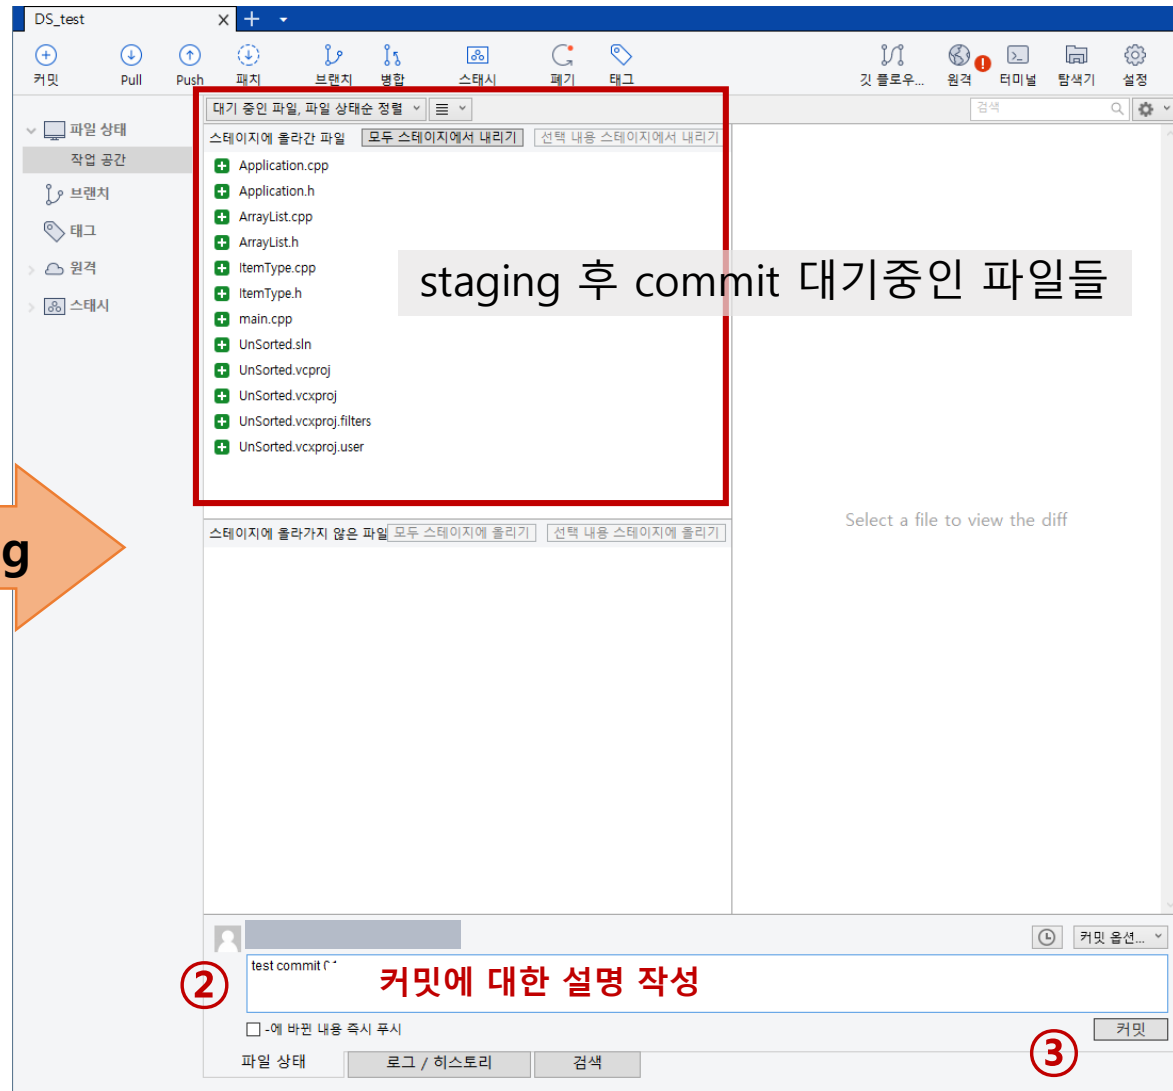 DS_test
커밋 Pull Push 패치 브랜치 병합 스태시 폐기 태그 깃 플로우... 원격 터미널 탐색기 설정
파일 상태
작업 공간
브랜치
태그
원격
스태시
대기 중인 파일, 파일 상태순 정렬
검색
스테이지에 올라간 파일 모두 스테이지에서 내리기 선택 내용 스테이지에서 내리기
Application.cpp
Application.h
ArrayList.cpp
ArrayList.h
ItemType.cpp
ItemType.h
main.cpp
UnSorted.sln
UnSorted.vcproj
UnSorted.vcxproj
UnSorted.vcxproj.filters
UnSorted.vcxproj.user
staging 후 commit 대기중인 파일들
g
스테이지에 올라가지 않은 파일 모두 스테이지에 올리기 선택 내용 스테이지에 올리기
Select a file to view the diff
커밋 옵션...
② test commit
커밋에 대한 설명 작성
-에 바뀐 내용 즉시 푸시
커밋
③
파일 상태 로그 / 히스토리 검색